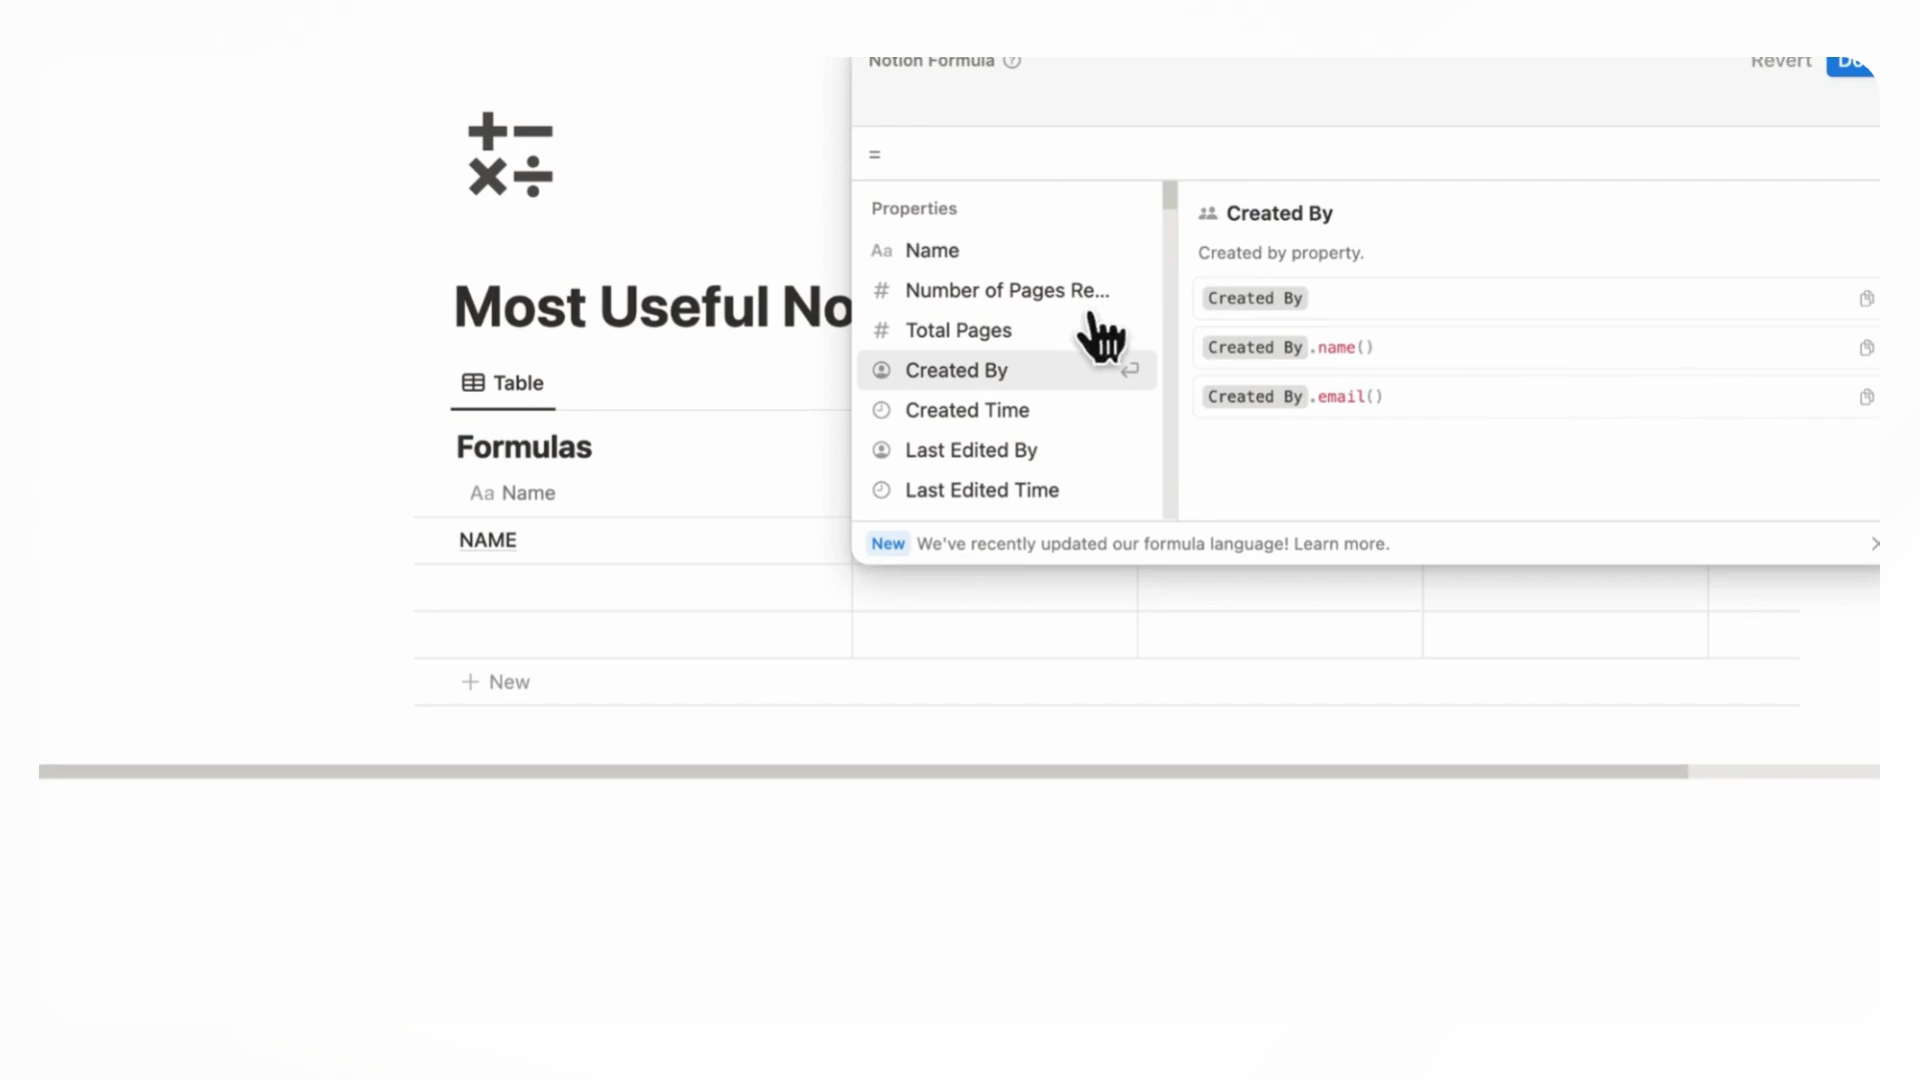 Notion Formula
Revert
=
Properties
Aa Name
# Number of Pages Re...
# Total Pages
Created By
Created Time
Last Edited By
Last Edited Time
Created By
Created by property.
Created By
Created By.name()
Created By.email()
New We've recently updated our formula language! Learn more.
Most Useful No
Table
Formulas
Aa Name
NAME
+ New